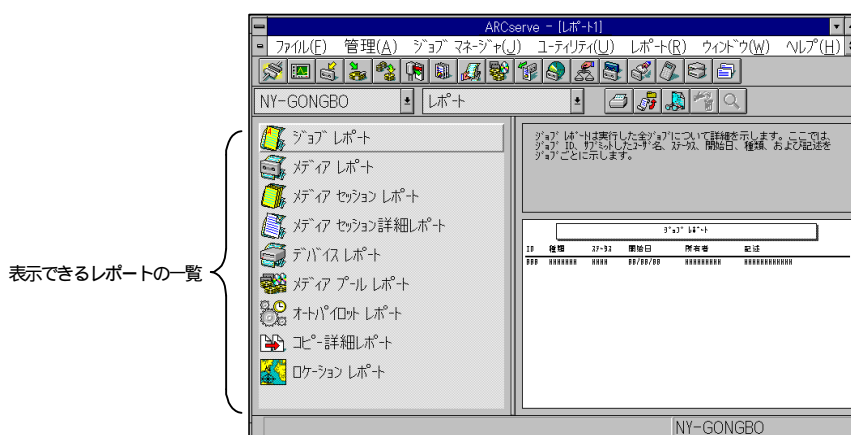 ARCserve - [ﾚﾎﾟｰﾄ1]
ﾌｧｲﾙ(F) 管理(A) ｼﾞｮﾌﾞ ﾏﾈｰｼﾞｬ(J) ﾕｰﾃｨﾘﾃｨ(U) ﾚﾎﾟｰﾄ(R) ｳｨﾝﾄﾞｳ(W) ﾍﾙﾌﾟ(H)
NY-GONGBO ﾚﾎﾟｰﾄ
表示できるレポートの一覧
ｼﾞｮﾌﾞ ﾚﾎﾟｰﾄ
ﾒﾃﾞｨｱ ﾚﾎﾟｰﾄ
ﾒﾃﾞｨｱ ｾｯｼｮﾝ ﾚﾎﾟｰﾄ
ﾒﾃﾞｨｱ ｾｯｼｮﾝ詳細ﾚﾎﾟｰﾄ
ﾃﾞﾊﾞｲｽ ﾚﾎﾟｰﾄ
ﾒﾃﾞｨｱ ﾌﾟｰﾙ ﾚﾎﾟｰﾄ
ｵｰﾄﾊﾟｲﾛｯﾄ ﾚﾎﾟｰﾄ
ｺﾋﾟｰ詳細ﾚﾎﾟｰﾄ
ﾛｹｰｼｮﾝ ﾚﾎﾟｰﾄ
ｼﾞｮﾌﾞ ﾚﾎﾟｰﾄは実行した全ｼﾞｮﾌﾞについて詳細を示します。ここでは、
ｼﾞｮﾌﾞ ID、ｻﾌﾞﾐｯﾄしたﾕｰｻﾞ名、ｽﾃｰﾀｽ、開始日、種類、および記述を
ｼﾞｮﾌﾞごとに示します。
ｼﾞｮﾌﾞ ﾚﾎﾟｰﾄ
ID 種類 ｽﾃｰﾀｽ 開始日 所有者 記述
NY-GONGBO